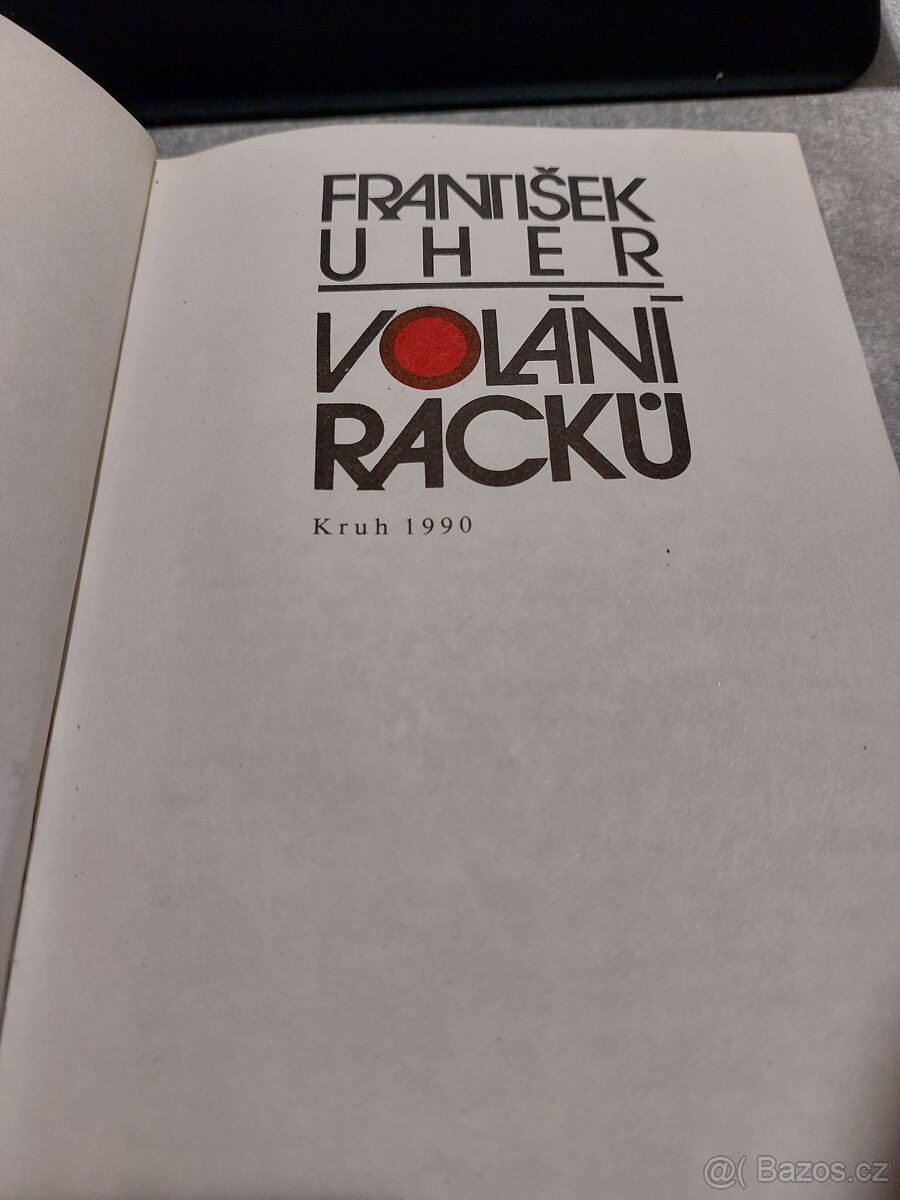 FRANTIŠEK
UHER
VOLÁNÍ
RACKŮ
Kruh 1990
@( Bazos.cz